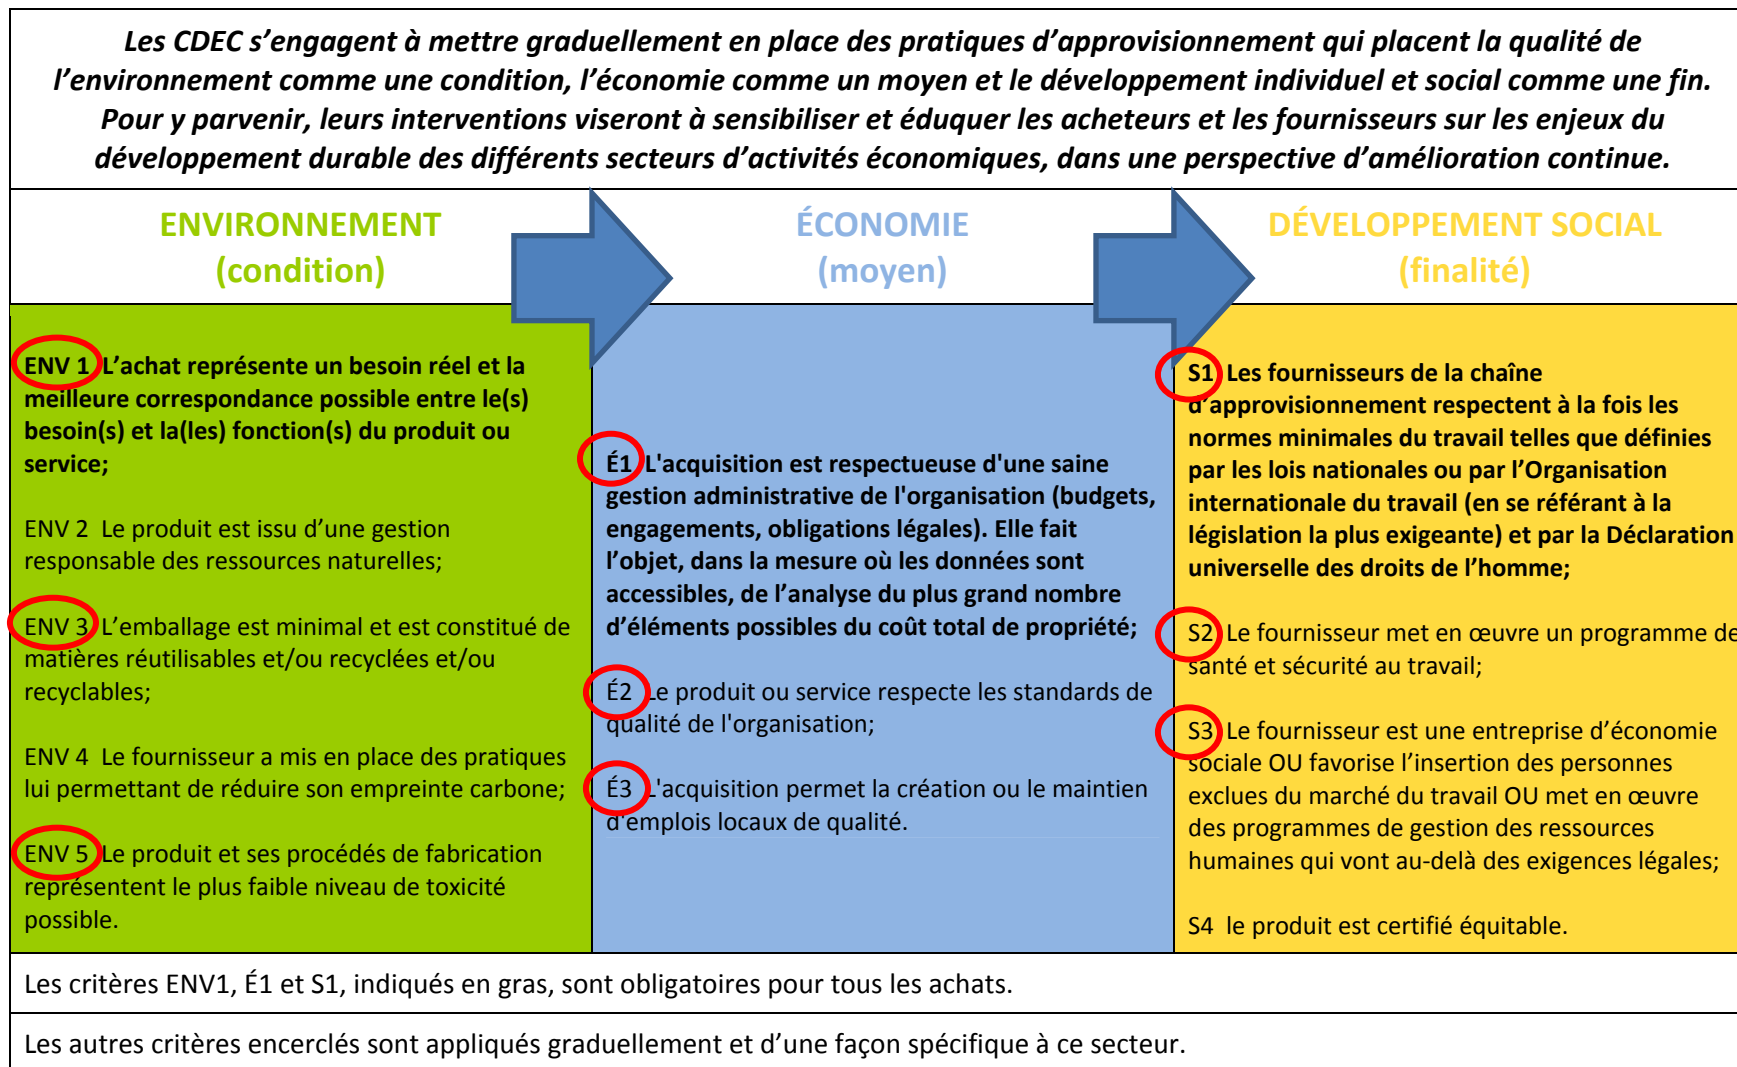 Les CDEC s’engagent à mettre graduellement en place des pratiques d’approvisionnement qui placent la qualité de
l’environnement comme une condition, l’économie comme un moyen et le développement individuel et social comme une fin.
Pour y parvenir, leurs interventions viseront à sensibiliser et éduquer les acheteurs et les fournisseurs sur les enjeux du
développement durable des différents secteurs d’activités économiques, dans une perspective d’amélioration continue.
ENVIRONNEMENT
(condition)
ÉCONOMIE
(moyen)
DÉVELOPPEMENT SOCIAL
(finalité)
ENV 1 L’achat représente un besoin réel et la
meilleure correspondance possible entre le(s)
besoin(s) et la(les) fonction(s) du produit ou
service;
ENV 2 Le produit est issu d’une gestion
responsable des ressources naturelles;
ENV 3 L’emballage est minimal et est constitué de
matières réutilisables et/ou recyclées et/ou
recyclables;
ENV 4 Le fournisseur a mis en place des pratiques
lui permettant de réduire son empreinte carbone;
ENV 5 Le produit et ses procédés de fabrication
représentent le plus faible niveau de toxicité
possible.
É1 L'acquisition est respectueuse d'une saine
gestion administrative de l'organisation (budgets,
engagements, obligations légales). Elle fait
l’objet, dans la mesure où les données sont
accessibles, de l’analyse du plus grand nombre
d’éléments possibles du coût total de propriété;
É2 Le produit ou service respecte les standards de
qualité de l'organisation;
É3 L'acquisition permet la création ou le maintien
d'emplois locaux de qualité.
S1 Les fournisseurs de la chaîne
d’approvisionnement respectent à la fois les
normes minimales du travail telles que définies
par les lois nationales ou par l’Organisation
internationale du travail (en se référant à la
législation la plus exigeante) et par la Déclaration
universelle des droits de l’homme;
S2 Le fournisseur met en œuvre un programme de
santé et sécurité au travail;
S3 Le fournisseur est une entreprise d’économie
sociale OU favorise l’insertion des personnes
exclues du marché du travail OU met en œuvre
des programmes de gestion des ressources
humaines qui vont au-delà des exigences légales;
S4 le produit est certifié équitable.
Les critères ENV1, É1 et S1, indiqués en gras, sont obligatoires pour tous les achats.
Les autres critères encerclés sont appliqués graduellement et d’une façon spécifique à ce secteur.